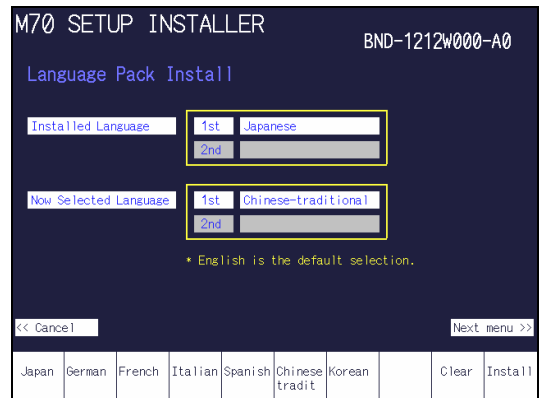 M70 SETUP INSTALLER
BND-1212W000-A0
Language Pack Install
Installed Language 1st Japanese
2nd
Now Selected Language 1st Chinese-traditional
2nd
* English is the default selection.
<< Cancel Next menu >>
Japan German French Italian Spanish Chinese tradit Korean Clear Install